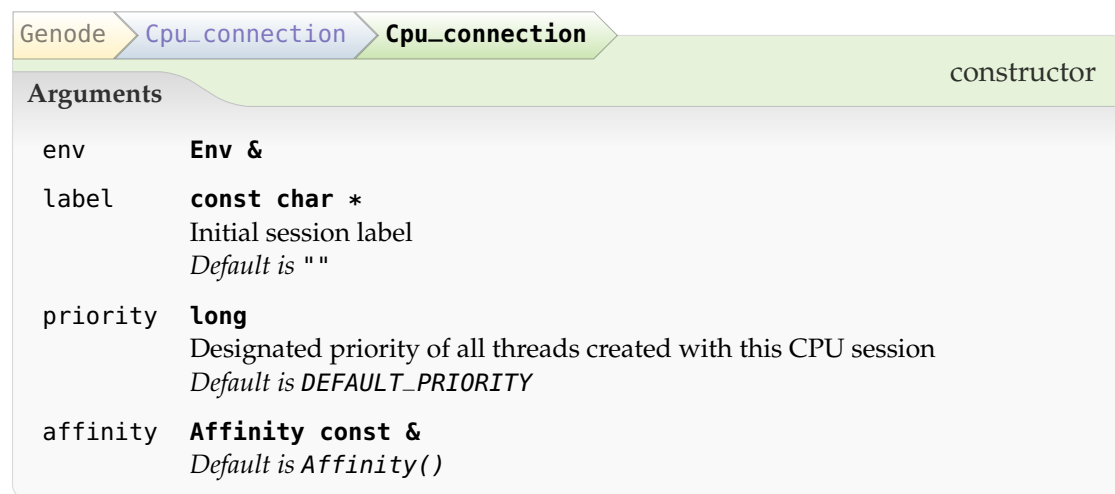 Genode Cpu_connection Cpu_connection
constructor
Arguments
env Env &
label const char *
Initial session label
Default is ""
priority long
Designated priority of all threads created with this CPU session
Default is DEFAULT_PRIORITY
affinity Affinity const &
Default is Affinity()